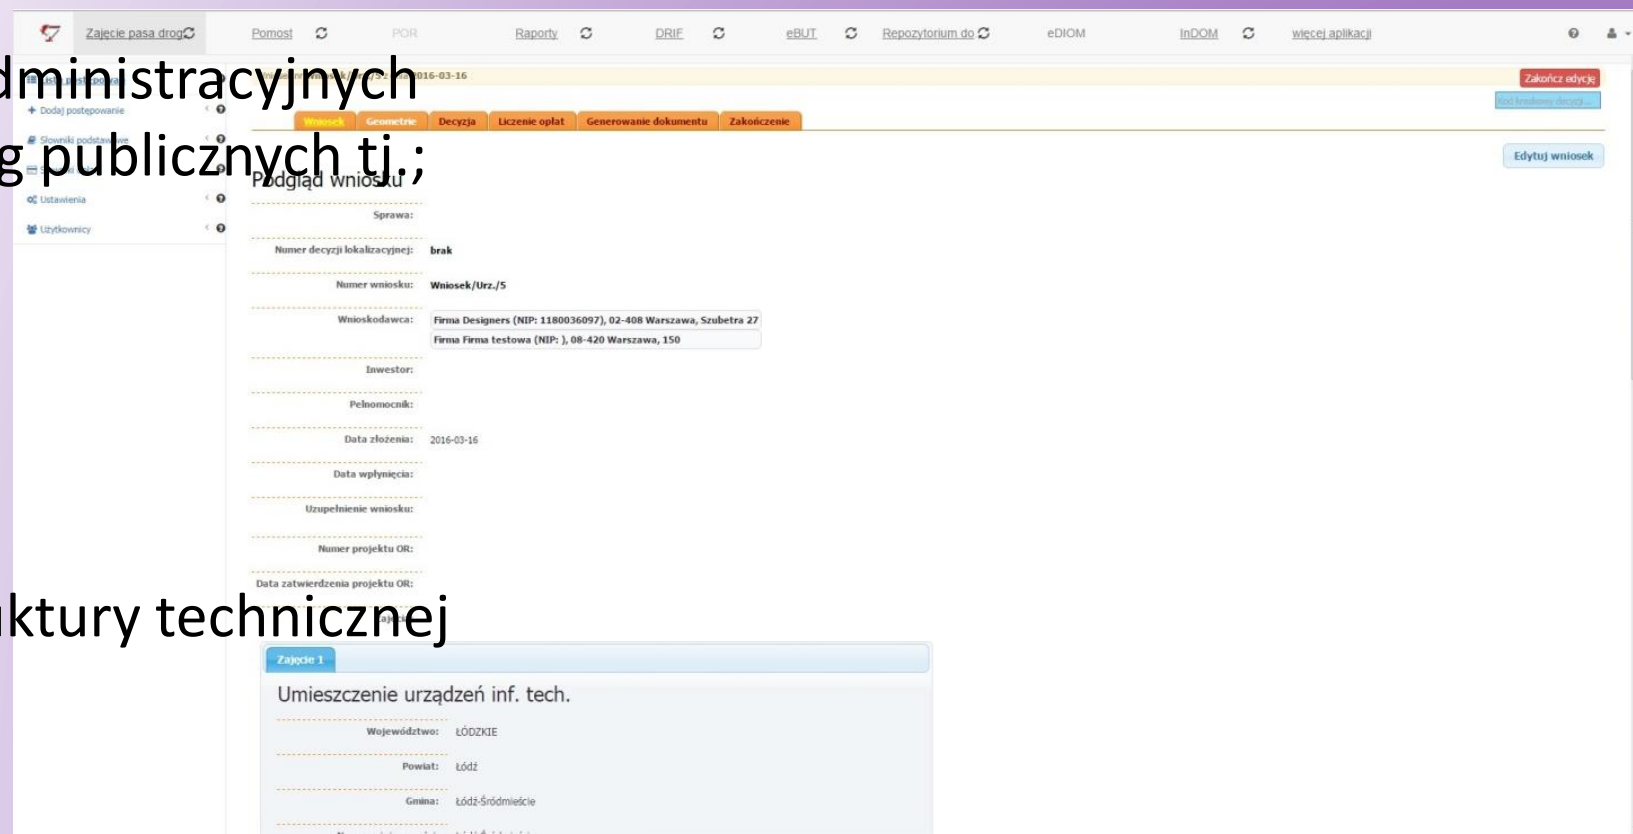 Zajęcie pasa drog Pomost POR Raporty DRIF eBUT Repozytorium do eDIOM InDOM więcej aplikacji
dministracyjnych
2016-03-16
Zakończ edycję
Dodaj postępowanie
Wniosek Geometrie Decyzja Liczenie opłat Generowanie dokumentu Zakończenie
Słowniki podstawowe
g publicznych tj.;
Edytuj wniosek
Podgląd wniosku
Ustawienia
Sprawa:
Użytkownicy
Numer decyzji lokalizacyjnej: brak
Numer wniosku: Wniosek/Urz./5
Wnioskodawca: Firma Designers (NIP: 1180036097), 02-408 Warszawa, Szubetra 27
Firma Firma testowa (NIP: ), 08-420 Warszawa, 150
Inwestor:
Pełnomocnik:
Data złożenia: 2016-03-16
Data wpłynięcia:
Uzupełnienie wniosku:
Numer projektu OR:
Data zatwierdzenia projektu OR:
ktury technicznej
Zajęcie 1
Umieszczenie urządzeń inf. tech.
Województwo: ŁÓDZKIE
Powiat: Łódź
Gmina: Łódź-Śródmieście